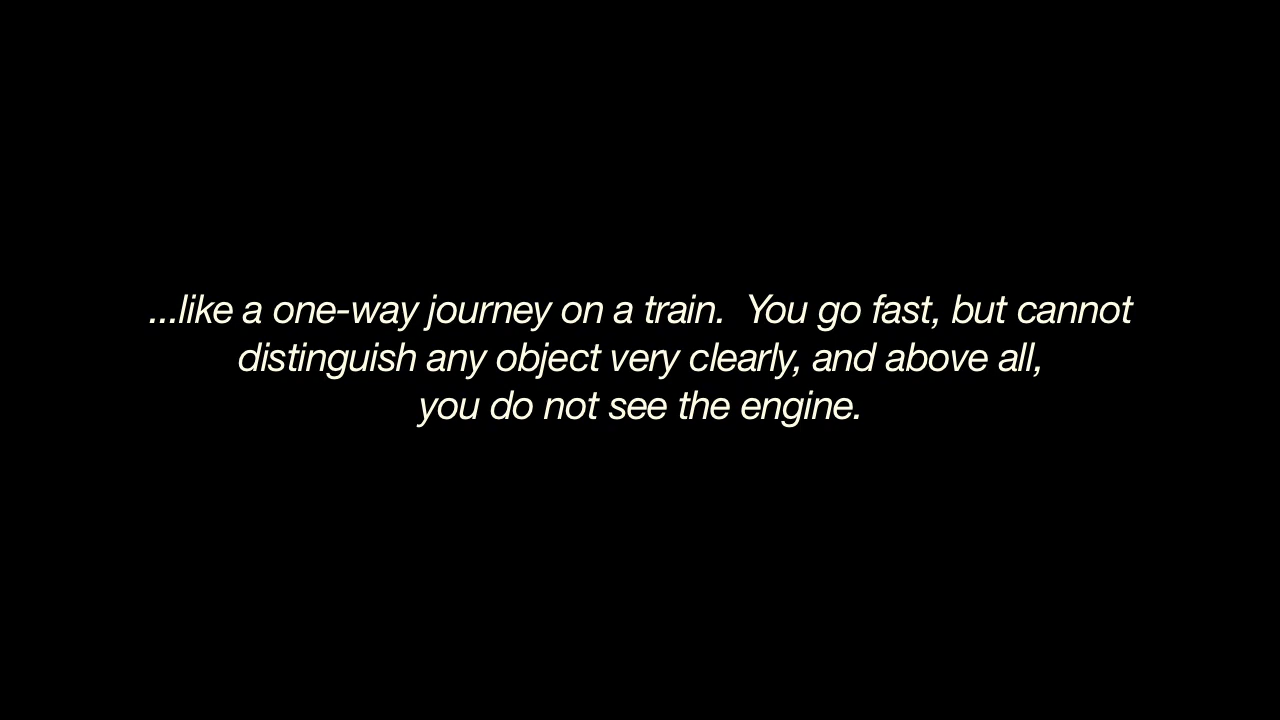 ...like a one-way journey on a train.  You go fast, but cannot
distinguish any object very clearly, and above all,
you do not see the engine.